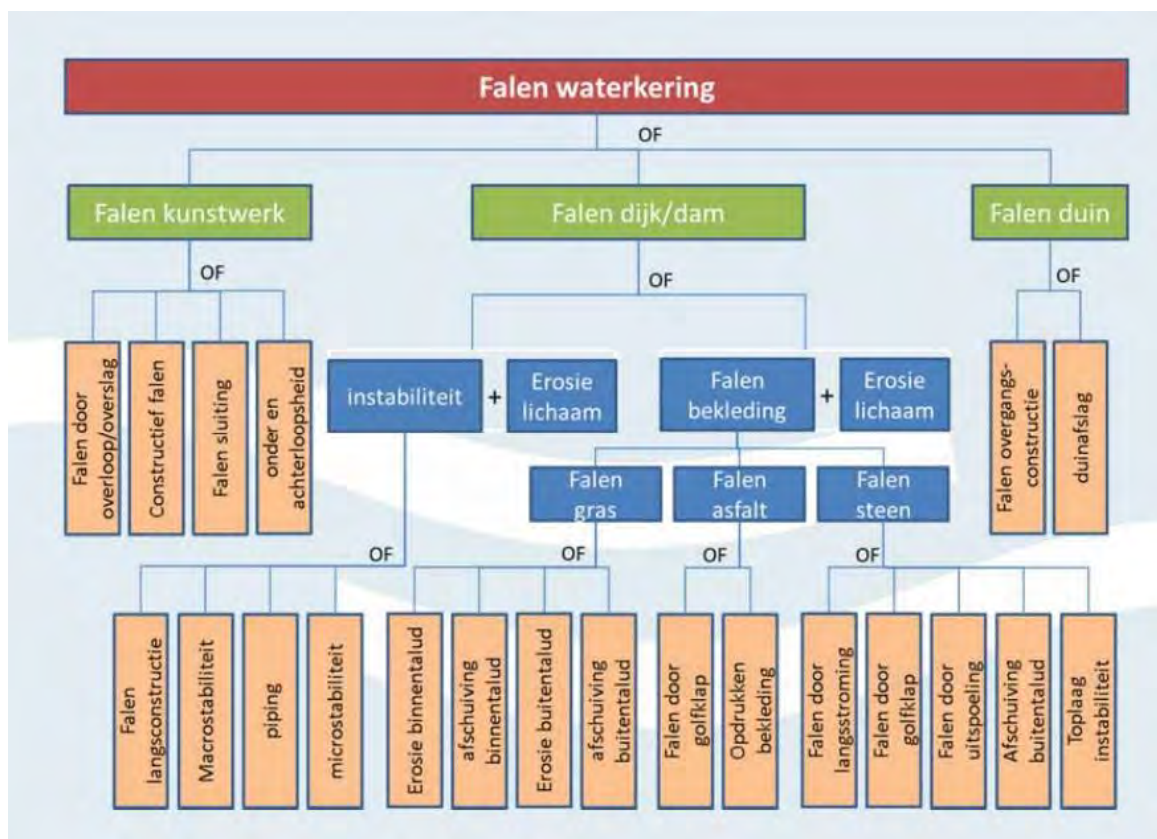 Falen waterkering
OF
Falen kunstwerk
Falen dijk/dam
Falen duin
OF
OF
OF
Falen door
overloop/overslag
Constructief falen
Falen sluiting
onder en
achterloopsheid
instabiliteit
+
Erosie
lichaam
Falen
bekleding
+
Erosie
lichaam
Falen overgangs-
constructie
duinafslag
Falen
gras
Falen
asfalt
Falen
steen
OF
OF
OF
OF
Falen
langsconstructie
Macrostabiliteit
piping
microstabiliteit
Erosie binnentalud
afschuiving
binnentalud
Erosie buitentalud
afschuiving
buitentalud
Falen door
golfklap
Opdrukken
bekleding
Falen door
langsstroming
Falen door
golfklap
Falen door
uitspoeling
Afschuiving
buitentalud
Toplaag
instabiliteit